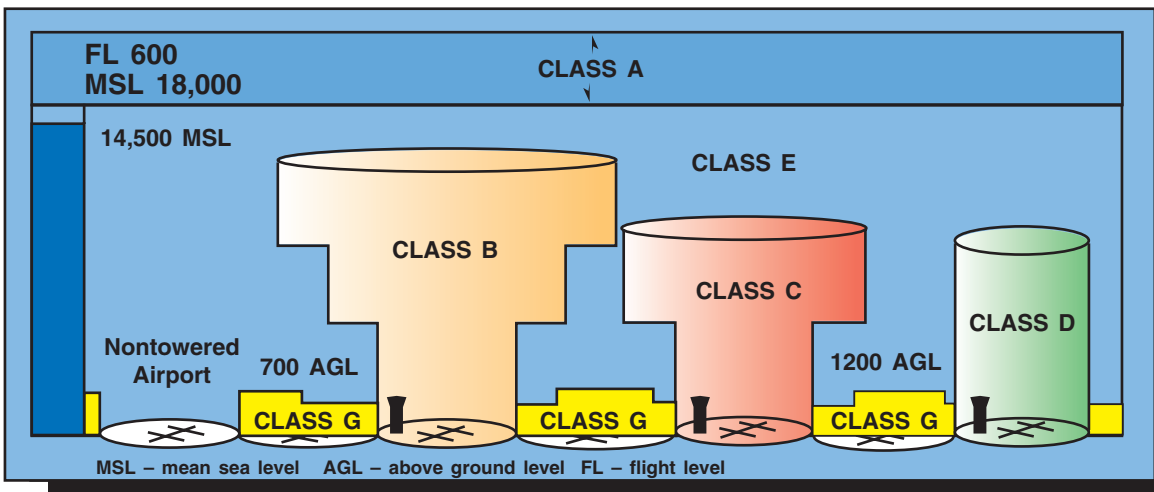 FL 600
MSL 18,000
CLASS A
14,500 MSL
CLASS E
CLASS B
CLASS C
CLASS D
Nontowered
Airport
700 AGL
1200 AGL
CLASS G
CLASS G
CLASS G
MSL – mean sea level AGL – above ground level FL – flight level